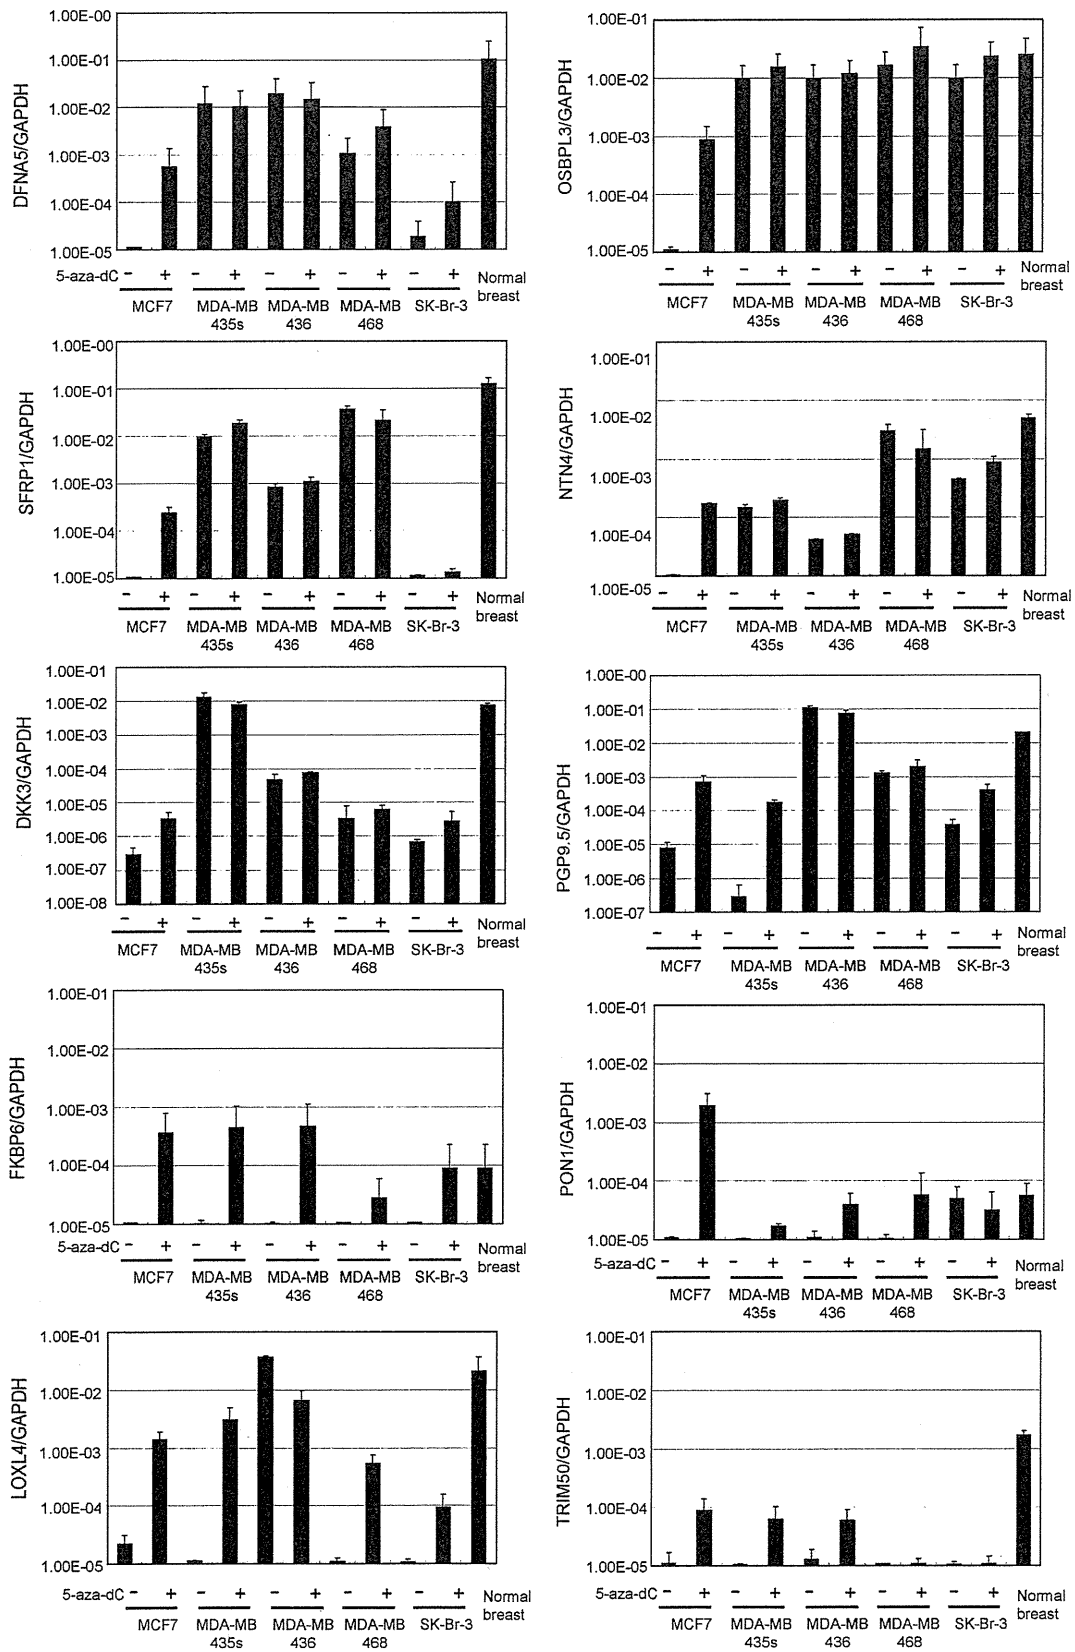 DFNA5/GAPDH
1.00E-00
1.00E-01
1.00E-02
1.00E-03
1.00E-04
1.00E-05
5-aza-dC − + − + − + − + − + Normal
breast
MCF7 MDA-MB MDA-MB MDA-MB SK-Br-3
435s 436 468
OSBPL3/GAPDH
1.00E-01
1.00E-02
1.00E-03
1.00E-04
1.00E-05
− + − + − + − + − + Normal
breast
MCF7 MDA-MB MDA-MB MDA-MB SK-Br-3
435s 436 468
SFRP1/GAPDH
1.00E-00
1.00E-01
1.00E-02
1.00E-03
1.00E-04
1.00E-05
− + − + − + − + − + Normal
breast
MCF7 MDA-MB MDA-MB MDA-MB SK-Br-3
435s 436 468
NTN4/GAPDH
1.00E-01
1.00E-02
1.00E-03
1.00E-04
1.00E-05
− + − + − + − + − + Normal
breast
MCF7 MDA-MB MDA-MB MDA-MB SK-Br-3
435s 436 468
DKK3/GAPDH
1.00E-01
1.00E-02
1.00E-03
1.00E-04
1.00E-05
1.00E-06
1.00E-07
1.00E-08
− + − + − + − + − + Normal
breast
MCF7 MDA-MB MDA-MB MDA-MB SK-Br-3
435s 436 468
PGP9.5/GAPDH
1.00E-00
1.00E-01
1.00E-02
1.00E-03
1.00E-04
1.00E-05
1.00E-06
1.00E-07
− + − + − + − + − + Normal
breast
MCF7 MDA-MB MDA-MB MDA-MB SK-Br-3
435s 436 468
FKBP6/GAPDH
1.00E-01
1.00E-02
1.00E-03
1.00E-04
1.00E-05
5-aza-dC − + − + − + − + − + Normal
breast
MCF7 MDA-MB MDA-MB MDA-MB SK-Br-3
435s 436 468
PON1/GAPDH
1.00E-01
1.00E-02
1.00E-03
1.00E-04
1.00E-05
5-aza-dC − + − + − + − + − + Normal
breast
MCF7 MDA-MB MDA-MB MDA-MB SK-Br-3
435s 436 468
LOXL4/GAPDH
1.00E-01
1.00E-02
1.00E-03
1.00E-04
1.00E-05
5-aza-dC − + − + − + − + − + Normal
breast
MCF7 MDA-MB MDA-MB MDA-MB SK-Br-3
435s 436 468
TRIM50/GAPDH
1.00E-01
1.00E-02
1.00E-03
1.00E-04
1.00E-05
5-aza-dC − + − + − + − + − + Normal
breast
MCF7 MDA-MB MDA-MB MDA-MB SK-Br-3
435s 436 468